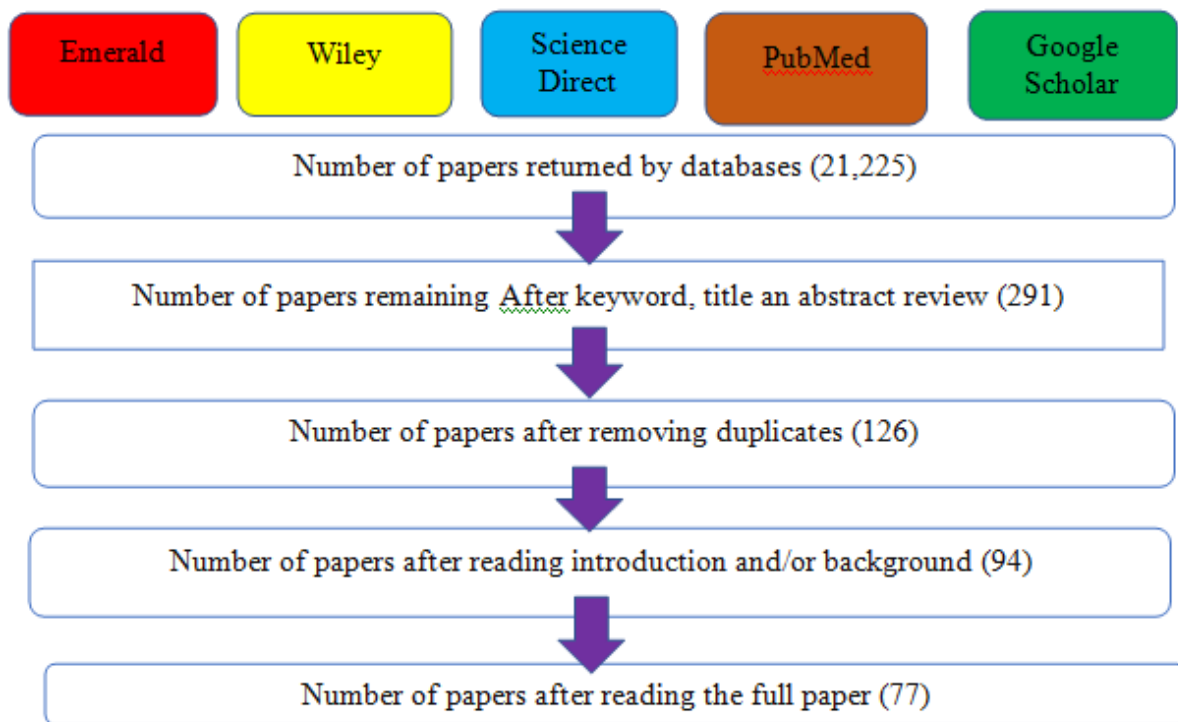 Emerald
Wiley
Science
Direct
PubMed
Google
Scholar
Number of papers returned by databases (21,225)
Number of papers remaining After keyword, title an abstract review (291)
Number of papers after removing duplicates (126)
Number of papers after reading introduction and/or background (94)
Number of papers after reading the full paper (77)